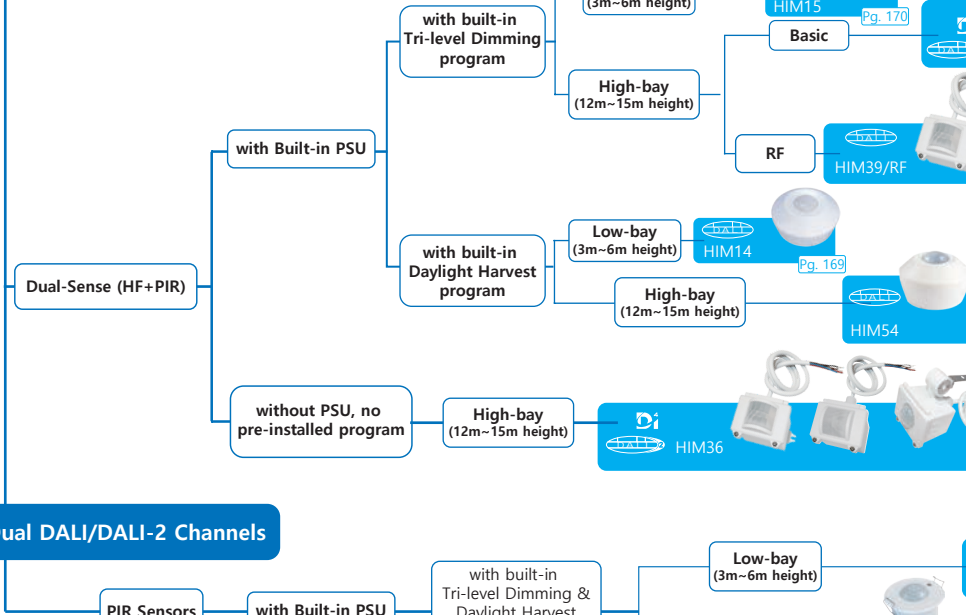 (3m~6m height)
HIM15
Pg. 170
with built-in
Tri-level Dimming
program
Basic
High-bay
(12m~15m height)
RF
HIM39/RF
with Built-in PSU
with built-in
Daylight Harvest
program
Low-bay
(3m~6m height)
HIM14
Pg. 169
High-bay
(12m~15m height)
HIM54
Dual-Sense (HF+PIR)
without PSU, no
pre-installed program
High-bay
(12m~15m height)
HIM36
DALI/DALI-2 Channels
Low-bay
(3m~6m height)
with built-in
Tri-level Dimming &
Daylight Harvest
PIR Sensors
with Built-in PSU